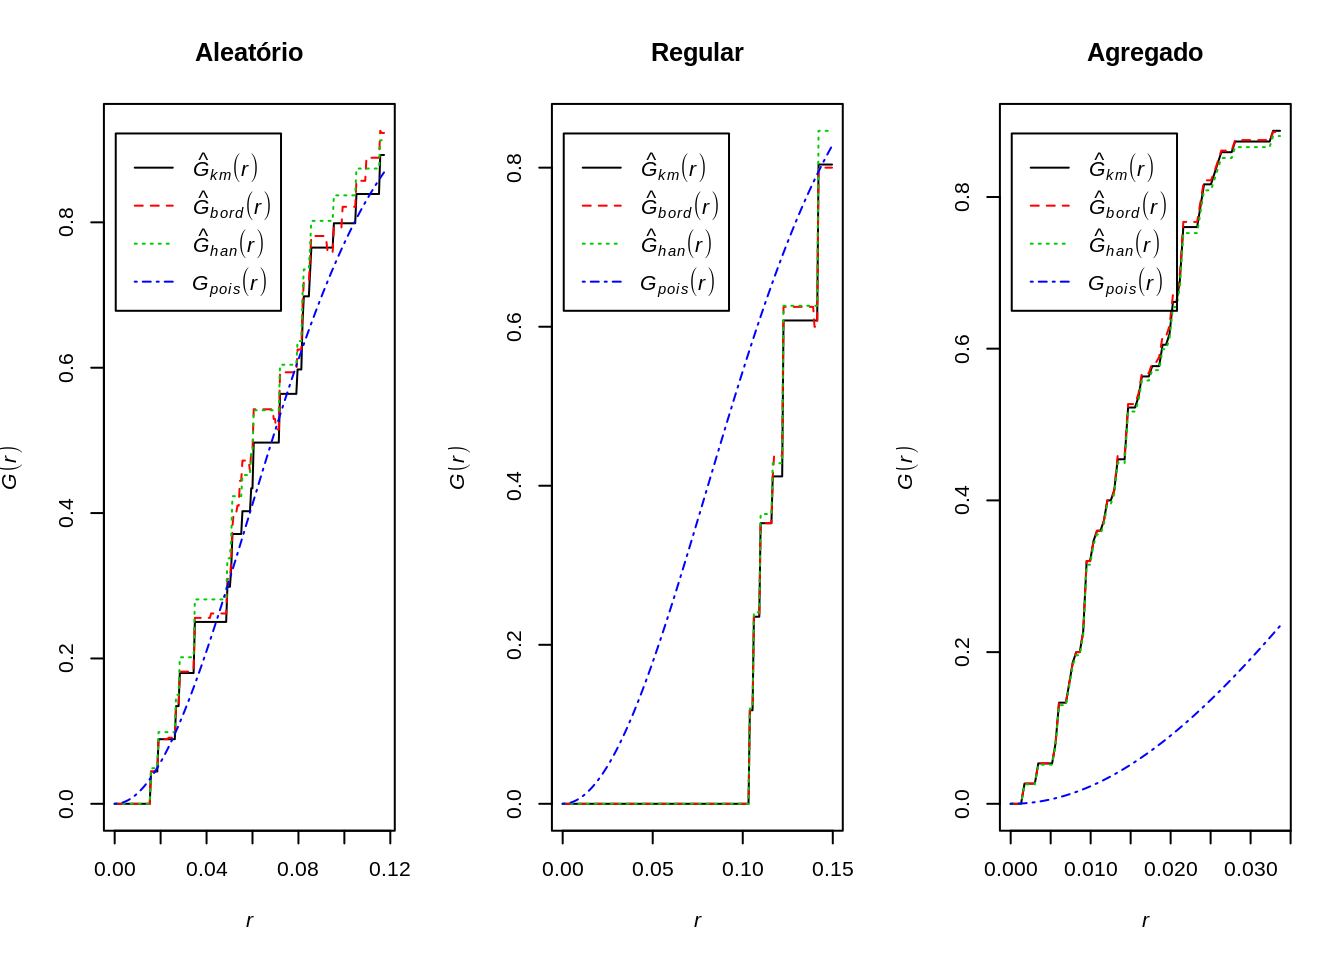 Aleatório
Ĝkm(r)
Ĝbord(r)
Ĝhan(r)
Gpois(r)
G(r)
0.0 0.2 0.4 0.6 0.8
0.00 0.04 0.08 0.12
r
Regular
Ĝkm(r)
Ĝbord(r)
Ĝhan(r)
Gpois(r)
G(r)
0.0 0.2 0.4 0.6 0.8
0.00 0.05 0.10 0.15
r
Agregado
Ĝkm(r)
Ĝbord(r)
Ĝhan(r)
Gpois(r)
G(r)
0.0 0.2 0.4 0.6 0.8
0.000 0.010 0.020 0.030
r